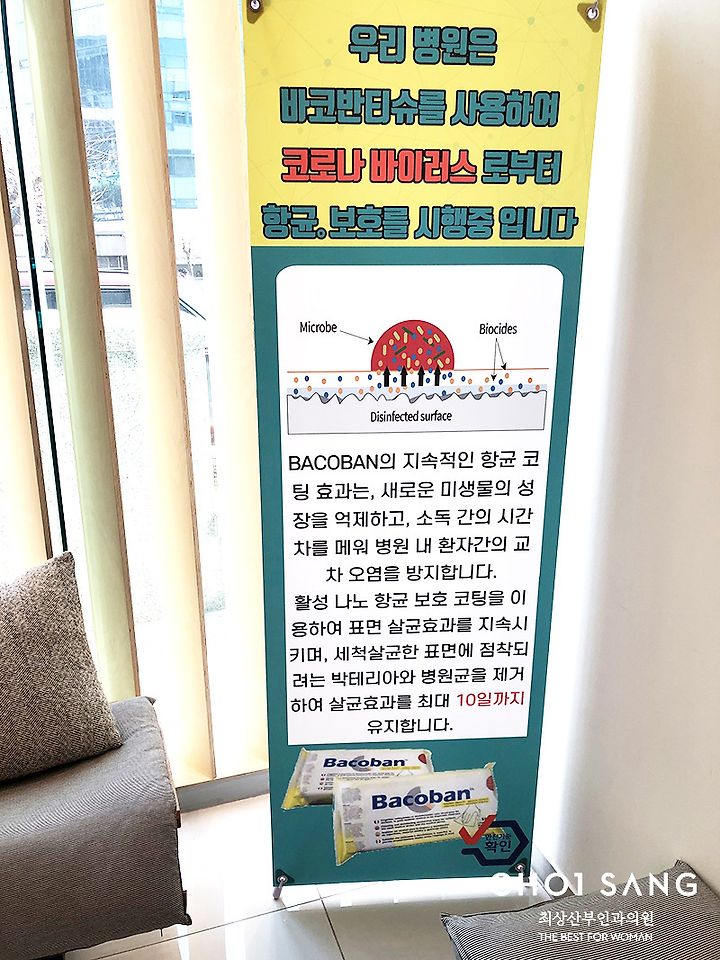 우리 병원은
바코반티슈를 사용하여
코로나 바이러스 로부터
항균。보호를 시행중 입니다
Microbe
Biocides
Disinfected surface
BACOBAN의 지속적인 항균 코
팅 효과는, 새로운 미생물의 성
장을 억제하고, 소독 간의 시간
차를 메워 병원 내 환자간의 교
차 오염을 방지합니다.
활성 나노 항균 보호 코팅을 이
용하여 표면 살균효과를 지속시
키며, 세척살균한 표면에 점착되
려는 박테리아와 병원균을 제거
하여 살균효과를 최대 10일까지
유지합니다.
Bacoban
Bacoban
안전기준
확인
CHOI SANG
최상산부인과의원
THE BEST FOR WOMAN